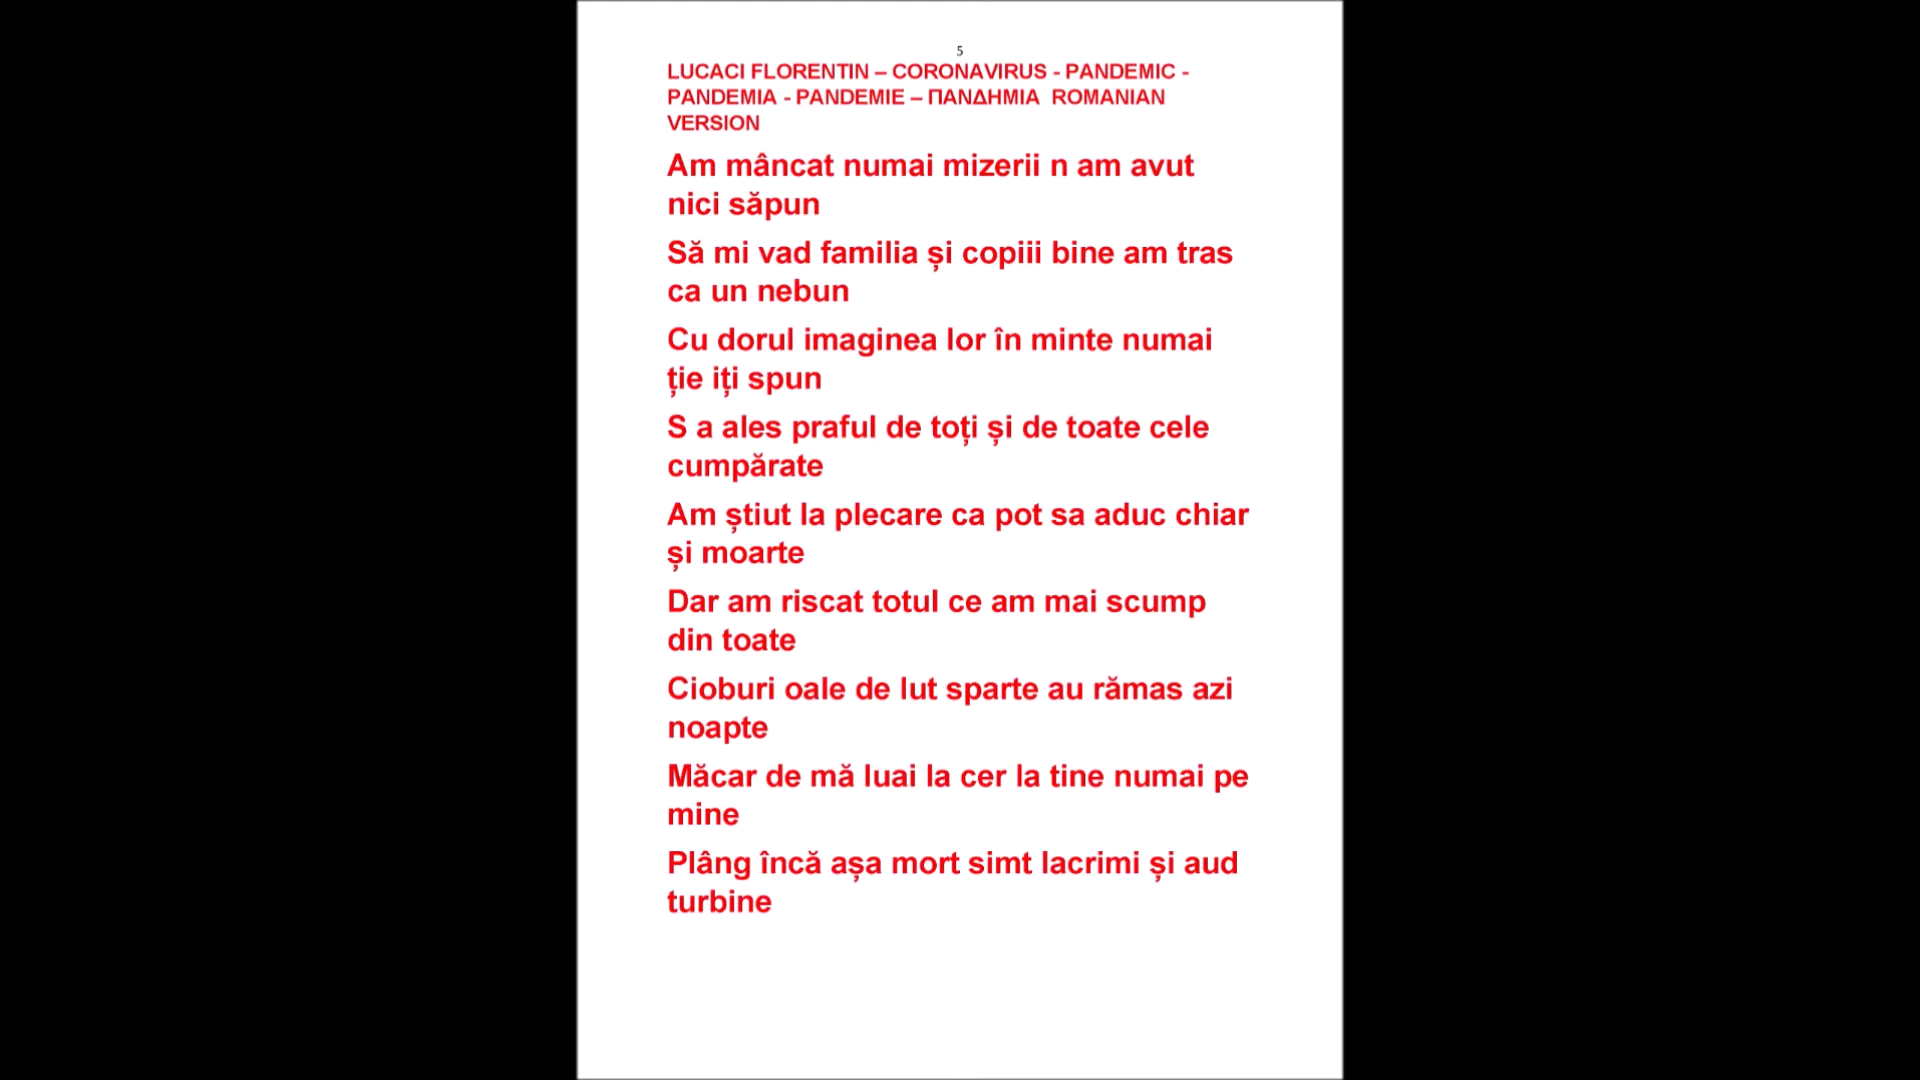 5
LUCACI FLORENTIN – CORONAVIRUS - PANDEMIC -
PANDEMIA - PANDEMIE – ΠΑΝΔΗΜΙΑ  ROMANIAN
VERSION
Am mâncat numai mizerii n am avut
nici săpun
Să mi vad familia și copiii bine am tras
ca un nebun
Cu dorul imaginea lor în minte numai
ție iți spun
S a ales praful de toți și de toate cele
cumpărate
Am știut la plecare ca pot sa aduc chiar
și moarte
Dar am riscat totul ce am mai scump
din toate
Cioburi oale de lut sparte au rămas azi
noapte
Măcar de mă luai la cer la tine numai pe
mine
Plâng încă așa mort simt lacrimi și aud
turbine